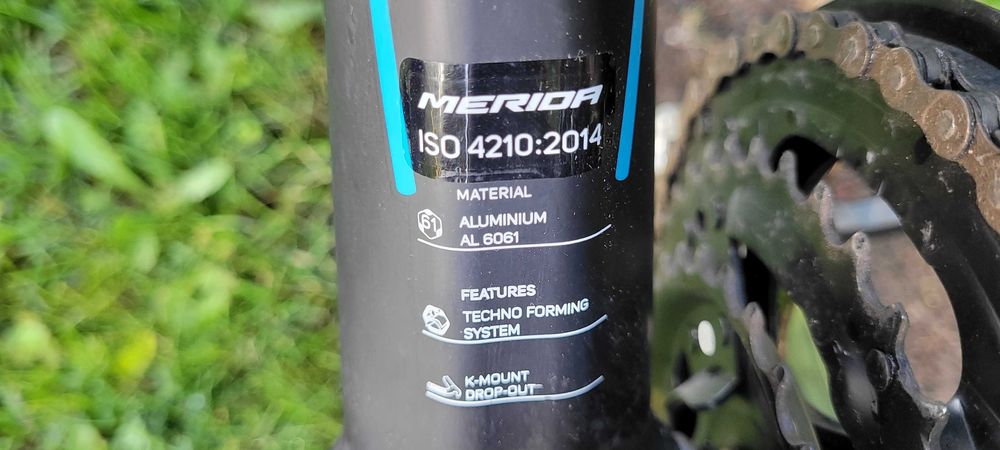 MERIDA
ISO 4210:2014
MATERIAL
61
ALUMINIUM
AL 6061
FEATURES
TECHNO FORMING
SYSTEM
K-MOUNT
DROP-OUT